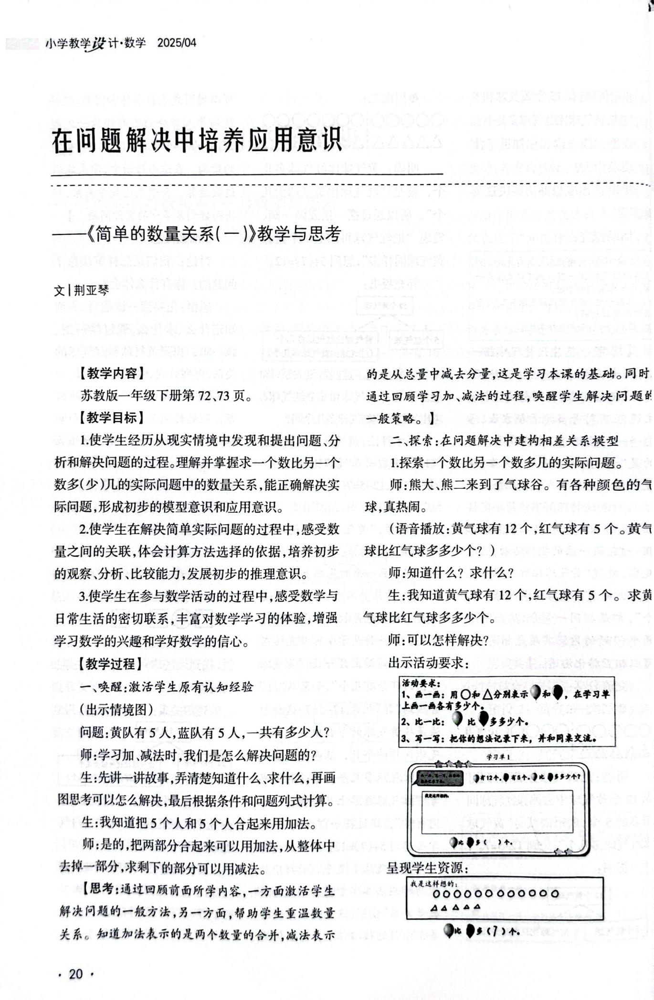 小学教学设计·数学 2025/04
在问题解决中培养应用意识
——《简单的数量关系(一)》教学与思考
文|荆亚琴
【教学内容】
苏教版一年级下册第72、73页。
【教学目标】
1.使学生经历从现实情境中发现和提出问题、分
析和解决问题的过程。理解并掌握求一个数比另一个
数多(少)几的实际问题中的数量关系,能正确解决实
际问题,形成初步的模型意识和应用意识。
2.使学生在解决简单实际问题的过程中,感受数
量之间的关联,体会计算方法选择的依据,培养初步
的观察、分析、比较能力,发展初步的推理意识。
3.使学生在参与数学活动的过程中,感受数学与
日常生活的密切联系,丰富对数学学习的体验,增强
学习数学的兴趣和学好数学的信心。
【教学过程】
一、唤醒:激活学生原有认知经验
(出示情境图)
问题:黄队有5人,蓝队有5人,一共有多少人?
师:学习加、减法时,我们是怎么解决问题的?
生:先讲一讲故事,弄清楚知道什么、求什么,再画
图思考可以怎么解决,最后根据条件和问题列式计算。
生:我知道把5个人和5个人合起来用加法。
师:是的,把两部分合起来可以用加法,从整体中
去掉一部分,求剩下的部分可以用减法。
【思考:通过回顾前面所学内容,一方面激活学生
解决问题的一般方法,另一方面,帮助学生重温数量
关系。知道加法表示的是两个数量的合并,减法表示
的是从总量中减去分量,这是学习本课的基础。同时
通过回顾学习加、减法的过程,唤醒学生解决问题的
一般策略。】
二、探索:在问题解决中建构相差关系模型
1.探索一个数比另一个数多几的实际问题。
师:熊大、熊二来到了气球谷。有各种颜色的气
球,真热闹。
(语音播放:黄气球有12个,红气球有5个。黄气
球比红气球多多少个?)
师:知道什么?求什么?
生:我知道黄气球有12个,红气球有5个。求黄
气球比红气球多多少个。
师:可以怎样解决?
出示活动要求:
活动要求:
1、画一画:用○和△分别表示和,在学习单
上画一画各有多少个。
2、比一比:比多多少个。
3、写一写:把你的想法记录下来,并和同桌交流。
学习单1
有12个。有5个。比多多少个?
我是这样想的:
比多( )个。
呈现学生资源:
我是这样想的:
○○○○○○○○○○○○
△△△△△
比多(7)个。
·20·